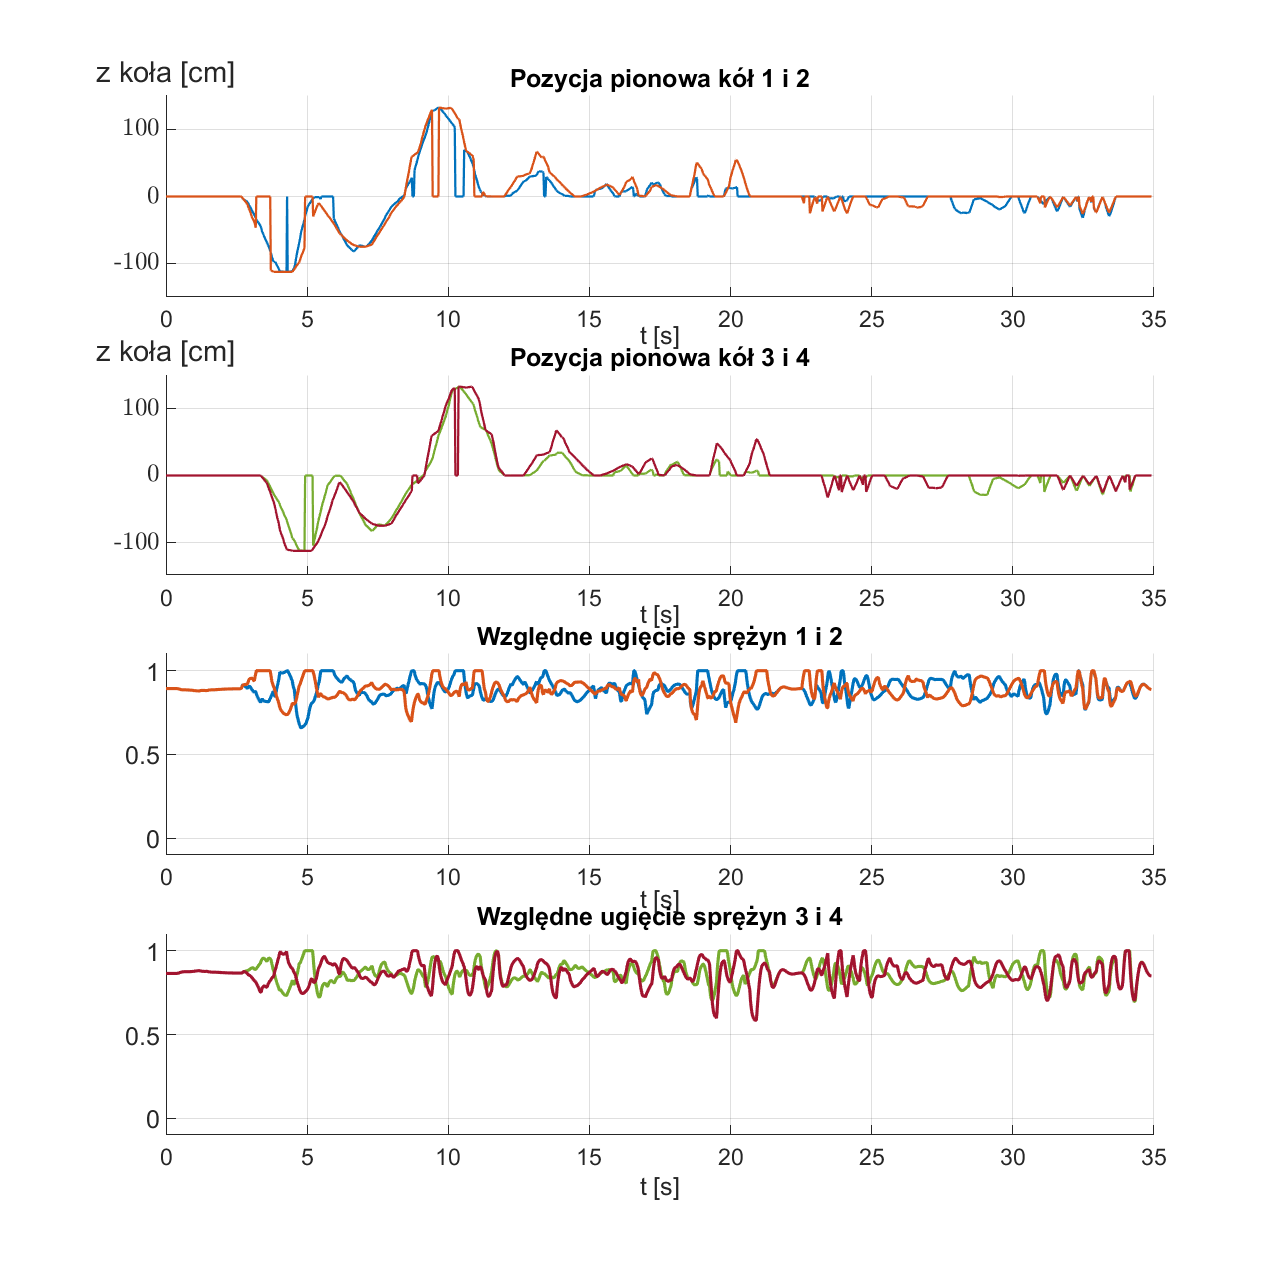 z koła [cm]
Pozycja pionowa kół 1 i 2
100
0
-100
0 5 10 15 20 25 30 35
t [s]
z koła [cm]
Pozycja pionowa kół 3 i 4
100
0
-100
0 5 10 15 20 25 30 35
t [s]
Względne ugięcie sprężyn 1 i 2
1
0.5
0
0 5 10 15 20 25 30 35
t [s]
Względne ugięcie sprężyn 3 i 4
1
0.5
0
0 5 10 15 20 25 30 35
t [s]